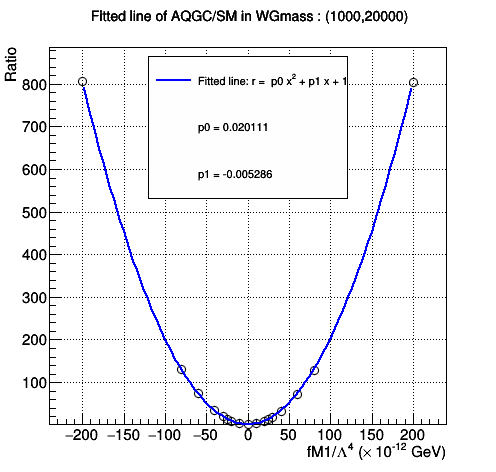 FItted line of AQGC/SM in WGmass : (1000,20000)
Ratio
Fitted line: r = p0 x² + p1 x + 1
p0 = 0.020111
p1 = -0.005286
800
700
600
500
400
300
200
100
−200 −150 −100 −50 0 50 100 150 200
fM1/Λ⁴ (× 10⁻¹² GeV)